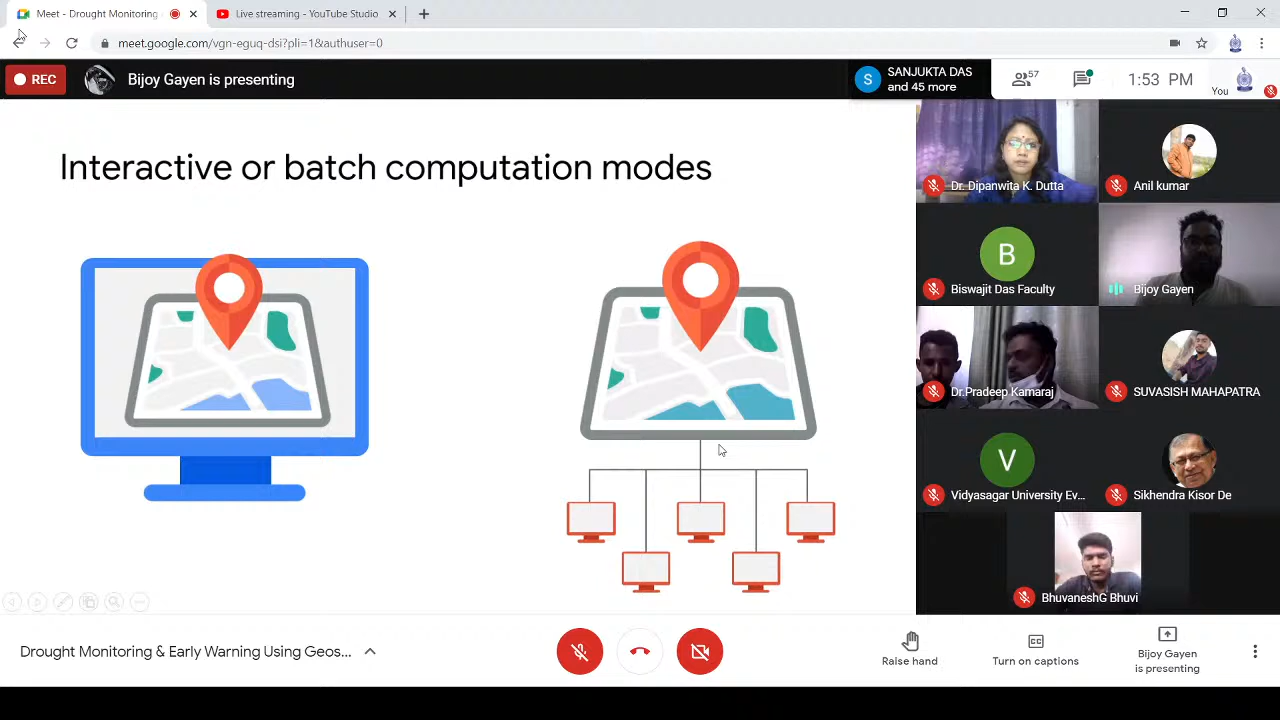 Meet - Drought Monitoring
Live streaming - YouTube Studio
meet.google.com/vgn-eguq-dsi?pli=1&authuser=0
REC
Bijoy Gayen is presenting
S
SANJUKTA DAS
and 45 more
57
1:53 PM
You
Interactive or batch computation modes
Dr. Dipanwita K. Dutta
Anil kumar
B
Biswajit Das Faculty
Bijoy Gayen
Dr.Pradeep Kamaraj
SUVASISH MAHAPATRA
V
Vidyasagar University Ev...
Sikhendra Kisor De
BhuvaneshG Bhuvi
Drought Monitoring & Early Warning Using Geos...
Raise hand
CC
Turn on captions
Bijoy Gayen
is presenting